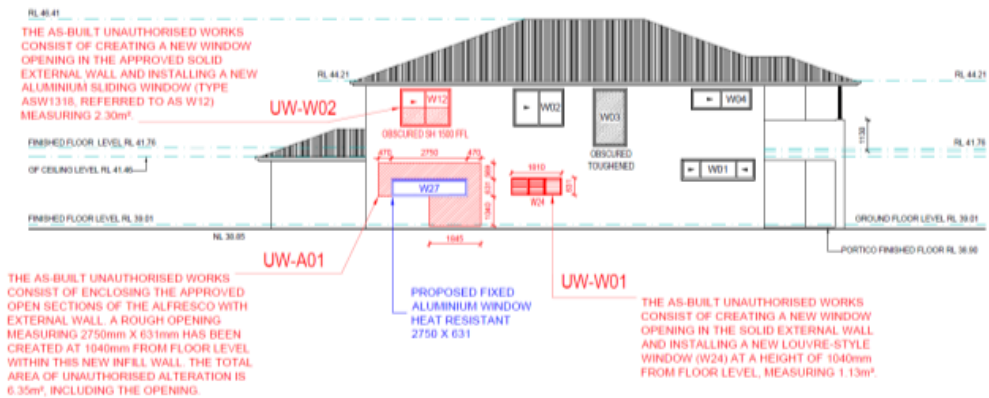 RL 46.41
THE AS-BUILT UNAUTHORISED WORKS
CONSIST OF CREATING A NEW WINDOW
OPENING IN THE APPROVED SOLID
EXTERNAL WALL AND INSTALLING A NEW
ALUMINIUM SLIDING WINDOW (TYPE
ASW1318, REFERRED TO AS W12)
MEASURING 2.30m².
UW-W02
RL 44.21
RL 44.21
W12
OBSCURED SH 1500 FFL
W02
W03
OBSCURED
TOUGHENED
W04
W01
1130
FINISHED FLOOR LEVEL RL 41.76
RL 41.76
GF CEILING LEVEL RL 41.46
470
2750
470
631
1040
W27
1845
1810
631
W24
FINISHED FLOOR LEVEL RL 39.01
GROUND FLOOR LEVEL RL 39.01
NL 38.85
PORTICO FINISHED FLOOR RL 38.90
UW-A01
THE AS-BUILT UNAUTHORISED WORKS
CONSIST OF ENCLOSING THE APPROVED
OPEN SECTIONS OF THE ALFRESCO WITH
EXTERNAL WALL. A ROUGH OPENING
MEASURING 2750mm X 631mm HAS BEEN
CREATED AT 1040mm FROM FLOOR LEVEL
WITHIN THIS NEW INFILL WALL. THE TOTAL
AREA OF UNAUTHORISED ALTERATION IS
6.35m², INCLUDING THE OPENING.
PROPOSED FIXED
ALUMINIUM WINDOW
HEAT RESISTANT
2750 X 631
UW-W01
THE AS-BUILT UNAUTHORISED WORKS
CONSIST OF CREATING A NEW WINDOW
OPENING IN THE SOLID EXTERNAL WALL
AND INSTALLING A NEW LOUVRE-STYLE
WINDOW (W24) AT A HEIGHT OF 1040mm
FROM FLOOR LEVEL, MEASURING 1.13m².